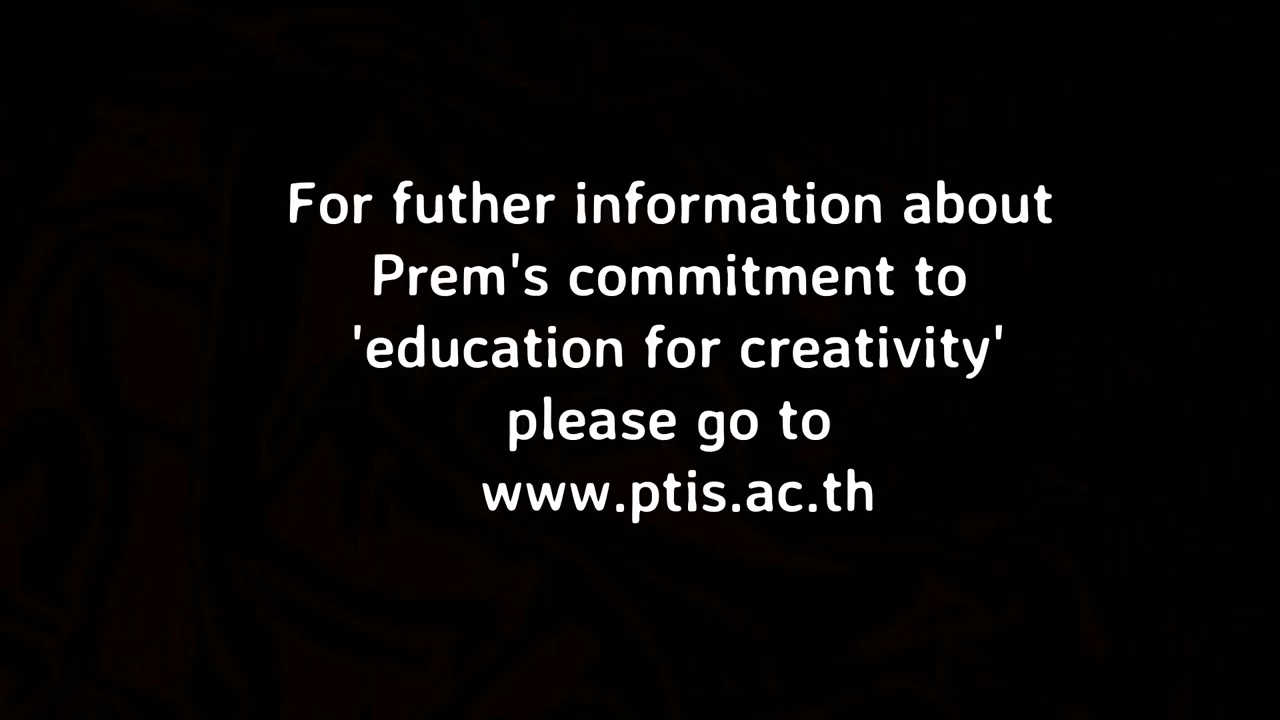 For futher information about
Prem's commitment to
'education for creativity'
please go to
www.ptis.ac.th